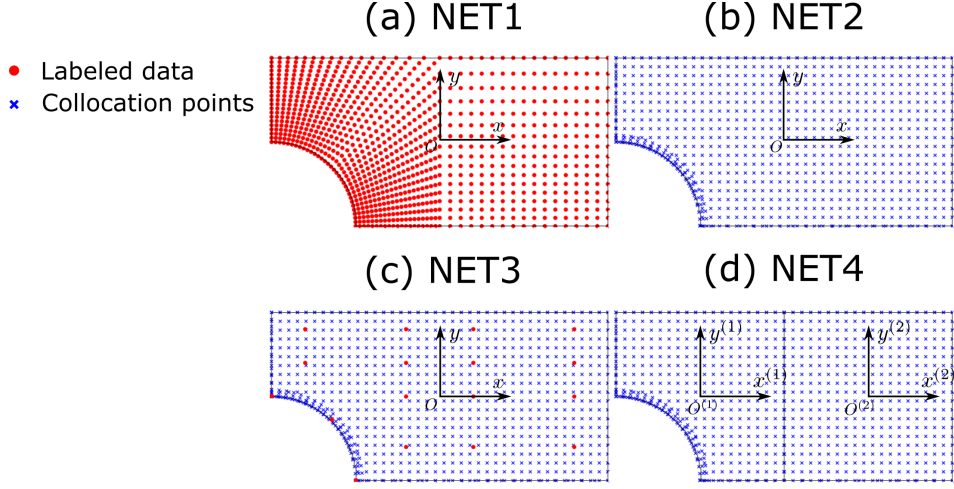 (a) NET1
(b) NET2
Labeled data
Collocation points
y
x
O
y
x
O
(c) NET3
(d) NET4
y
x
O
y⁽¹⁾
x⁽¹⁾
O⁽¹⁾
y⁽²⁾
x⁽²⁾
O⁽²⁾